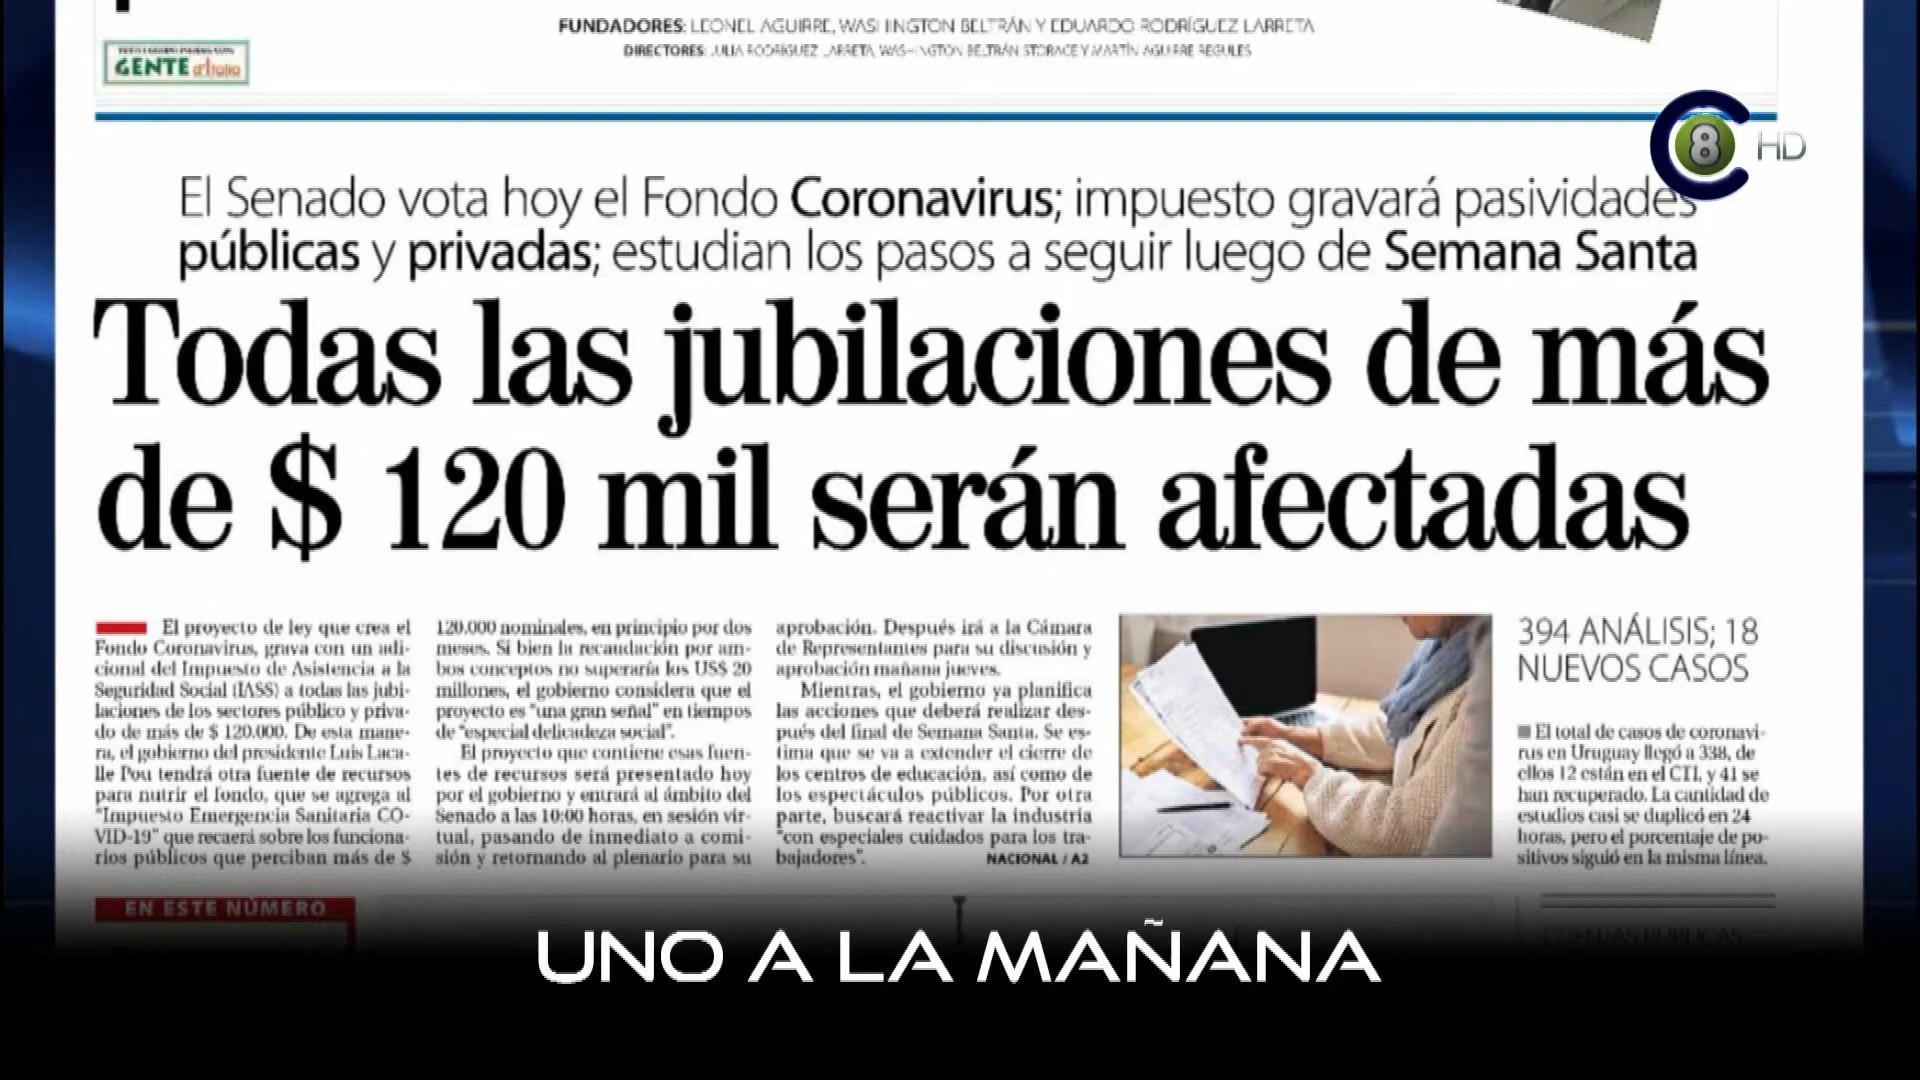 FUNDADORES: LEONEL AGUIRRE, WASHINGTON BELTRÁN Y EDUARDO RODRÍGUEZ LARRETA
DIRECTORES: JULIA RODRÍGUEZ LARRETA, WASHINGTON BELTRÁN STORACE Y MARTÍN AGUIRRE REGULES
GENTE d'Italia
8 HD
El Senado vota hoy el Fondo Coronavirus; impuesto gravará pasividades
públicas y privadas; estudian los pasos a seguir luego de Semana Santa
Todas las jubilaciones de más
de $ 120 mil serán afectadas
El proyecto de ley que crea el
Fondo Coronavirus, grava con un adi-
cional del Impuesto de Asistencia a la
Seguridad Social (IASS) a todas las jubi-
laciones de los sectores público y priva-
do de más de $ 120.000. De esta mane-
ra, el gobierno del presidente Luis Laca-
lle Pou tendrá otra fuente de recursos
para nutrir el fondo, que se agrega al
"Impuesto Emergencia Sanitaria CO-
VID-19" que recaerá sobre los funciona-
rios públicos que perciban más de $
120.000 nominales, en principio por dos
meses. Si bien la recaudación por am-
bos conceptos no superaría los US$ 20
millones, el gobierno considera que el
proyecto es "una gran señal" en tiempos
de "especial delicadeza social".
El proyecto que contiene esas fuen-
tes de recursos será presentado hoy
por el gobierno y entrará al ámbito del
Senado a las 10:00 horas, en sesión vir-
tual, pasando de inmediato a comi-
sión y retornando al plenario para su
aprobación. Después irá a la Cámara
de Representantes para su discusión y
aprobación mañana jueves.
Mientras, el gobierno ya planifica
las acciones que deberá realizar des-
pués del final de Semana Santa. Se es-
tima que se va a extender el cierre de
los centros de educación, así como de
los espectáculos públicos. Por otra
parte, buscará reactivar la industria
"con especiales cuidados para los tra-
bajadores".
NACIONAL / A2
394 ANÁLISIS; 18
NUEVOS CASOS
El total de casos de coronavi-
rus en Uruguay llegó a 338, de
ellos 12 están en el CTI, y 41 se
han recuperado. La cantidad de
estudios casi se duplicó en 24
horas, pero el porcentaje de po-
sitivos siguió en la misma línea.
EN ESTE NÚMERO
CUENTAS PÚBLICAS
UNO A LA MAÑANA